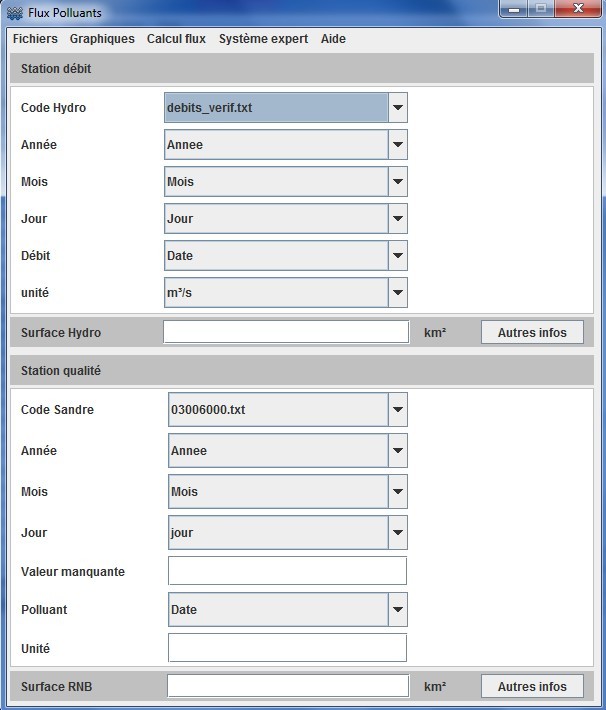 Flux Polluants
Fichiers Graphiques Calcul flux Système expert Aide
Station débit
Code Hydro debits_verif.txt
Année Annee
Mois Mois
Jour Jour
Débit Date
unité m³/s
Surface Hydro km² Autres infos
Station qualité
Code Sandre 03006000.txt
Année Annee
Mois Mois
Jour jour
Valeur manquante
Polluant Date
Unité
Surface RNB km² Autres infos